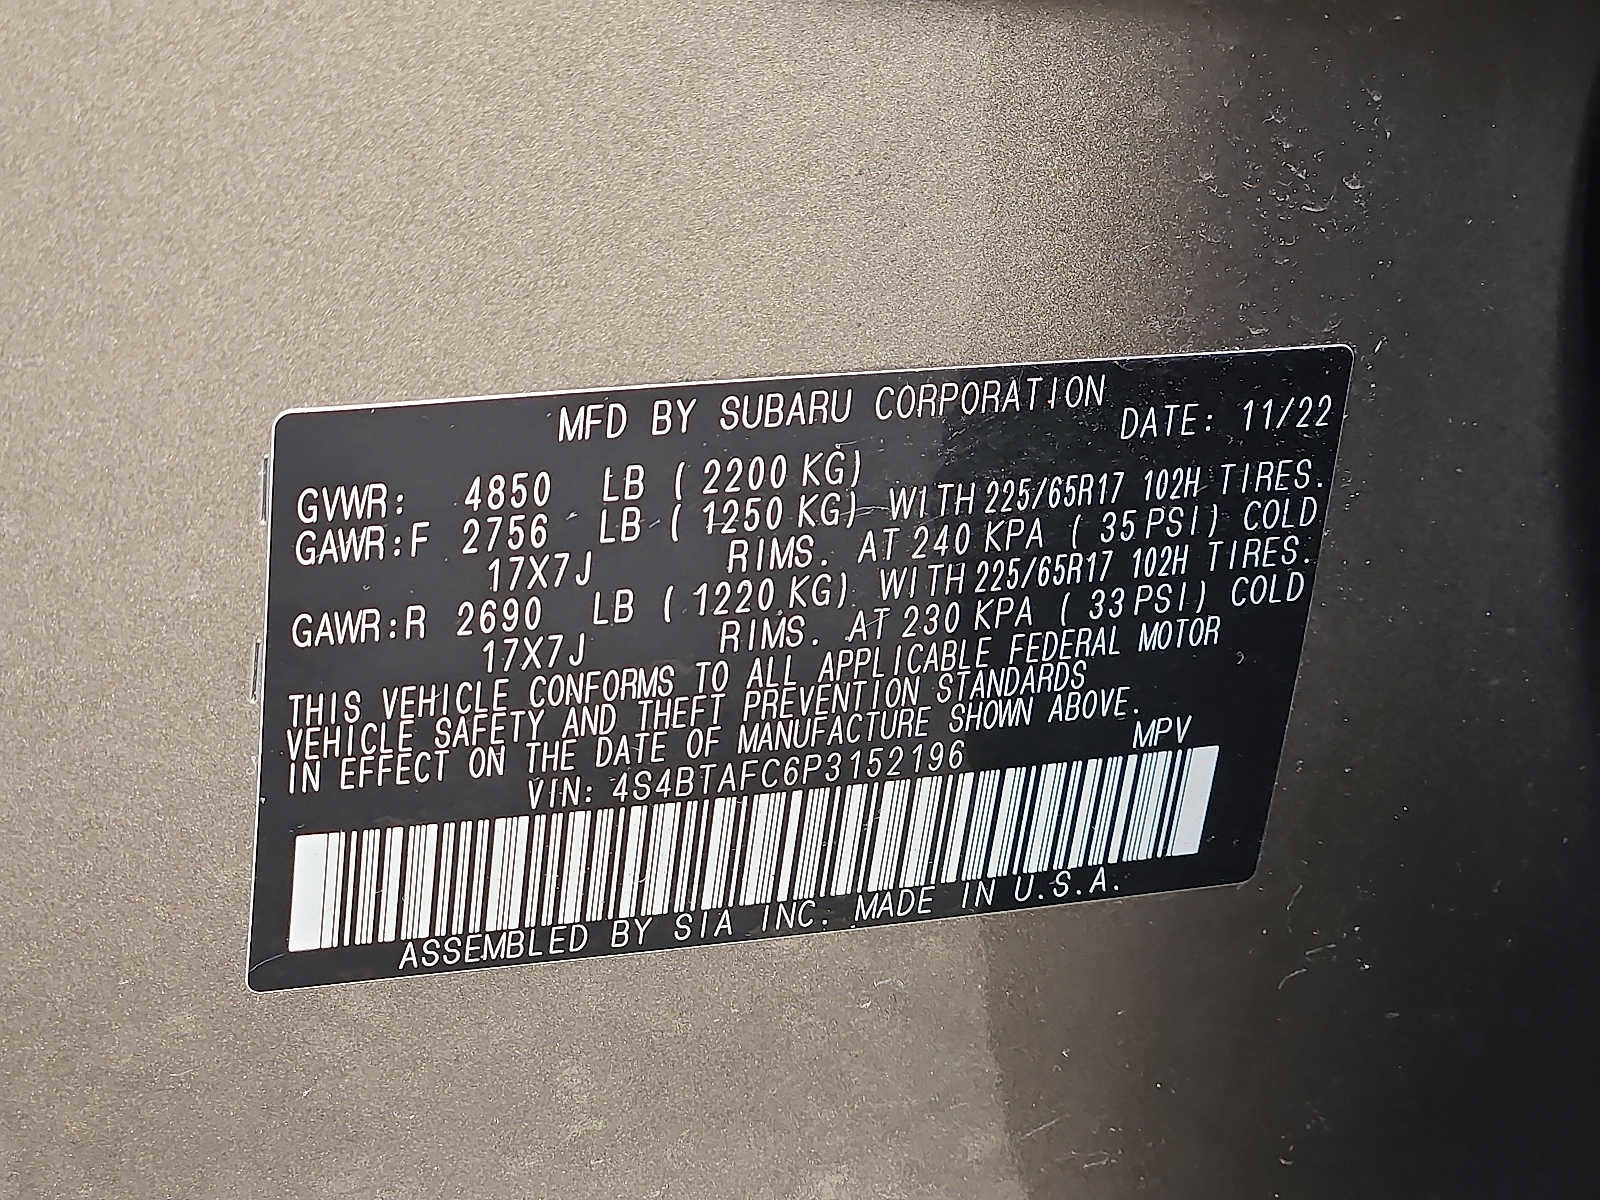 MFD BY SUBARU CORPORATION
DATE: 11/22
GVWR: 4850 LB ( 2200 KG)
GAWR:F 2756 LB ( 1250 KG) WITH 225/65R17 102H TIRES.
17X7J RIMS. AT 240 KPA ( 35 PSI) COLD
GAWR:R 2690 LB ( 1220 KG) WITH 225/65R17 102H TIRES.
17X7J RIMS. AT 230 KPA ( 33 PSI) COLD
THIS VEHICLE CONFORMS TO ALL APPLICABLE FEDERAL MOTOR
VEHICLE SAFETY AND THEFT PREVENTION STANDARDS
IN EFFECT ON THE DATE OF MANUFACTURE SHOWN ABOVE.
VIN: 4S4BTAFC6P3152196 MPV
ASSEMBLED BY SIA INC. MADE IN U.S.A.